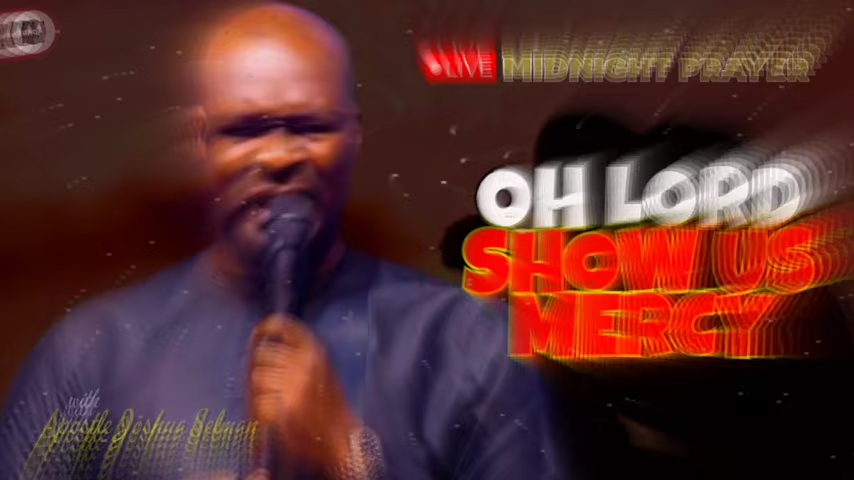 LIVE MIDNIGHT PRAYER
OH LORD
SHOW US
MERCY
with
Apostle Joshua Selman